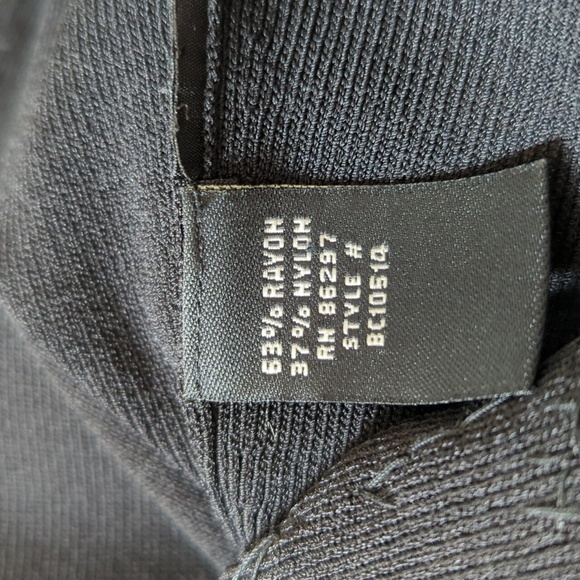 63% RAYON
37% NYLON
RN 86297
STYLE #
BC10514